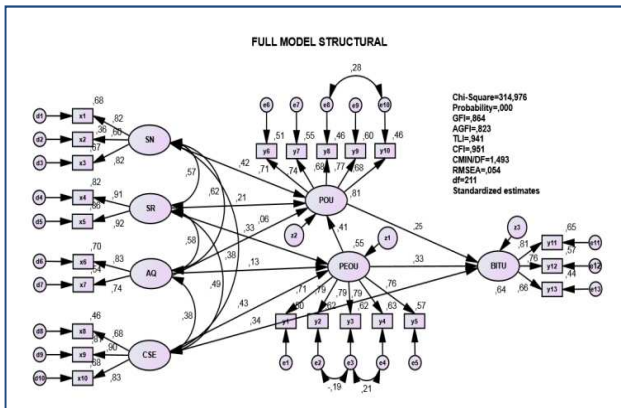 FULL MODEL STRUCTURAL
Chi-Square=314,976
Probability=,000
GFI=,864
AGFI=,823
TLI=,941
CFI=,951
CMIN/DF=1,493
RMSEA=,054
df=211
Standardized estimates
,28
e6
e7
e8
e9
e10
,51
,55
,46
,60
,46
y6
y7
y8
y9
y10
,71
,74
,68
,77
,68
,81
POU
z2
d1
x1
,68
,82
d2
x2
,36
,60
d3
x3
,67
,82
SN
d4
x4
,82
,91
d5
x5
,92
SR
d6
x6
,70
,83
d7
x7
,54
,74
AQ
d8
x8
,46
,68
d9
x9
,81
,90
d10
x10
,68
,83
CSE
,57
,62
,58
,38
,49
,38
,42
,21
,06
,33
,13
,43
,34
,41
,55
z1
PEOU
,25
,33
z3
BITU
,64
,81
y11
,65
e11
,76
y12
,57
e12
,66
y13
,44
e13
,71
,79
,79
,79
,76
y1
,62
y2
,62
y3
,63
y4
,57
y5
e1
e2
e3
e4
e5
-,19
,21